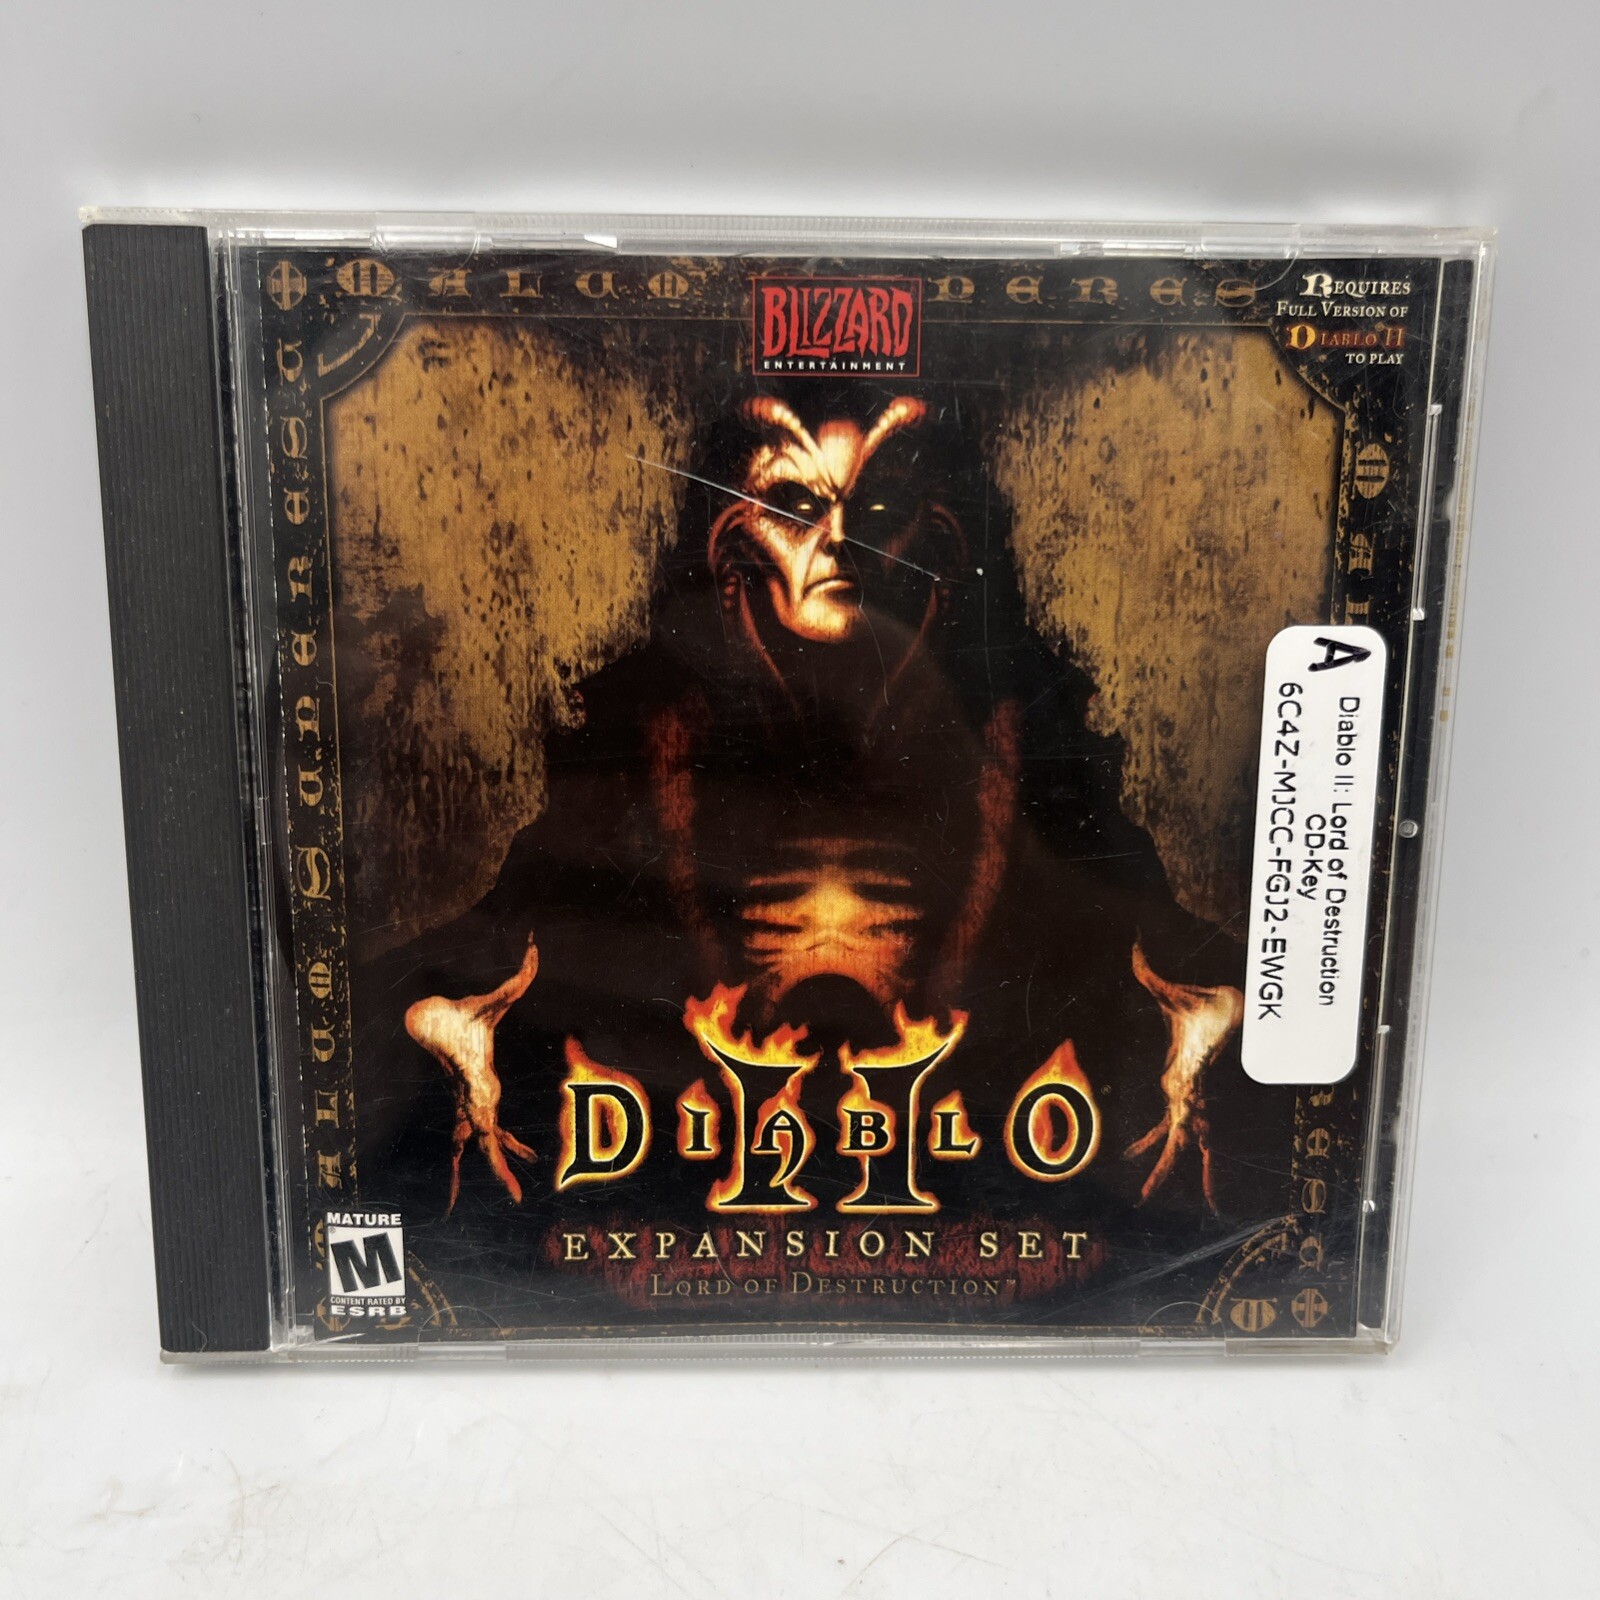 BLIZZARD
ENTERTAINMENT
REQUIRES
FULL VERSION OF
DIABLO® II
TO PLAY
A
Diablo II: Lord of Destruction
CD-Key
6C4Z-MJCC-FGJ2-EWGK
DIABLO II®
EXPANSION SET
LORD OF DESTRUCTION™
MATURE
M
CONTENT RATED BY
ESRB